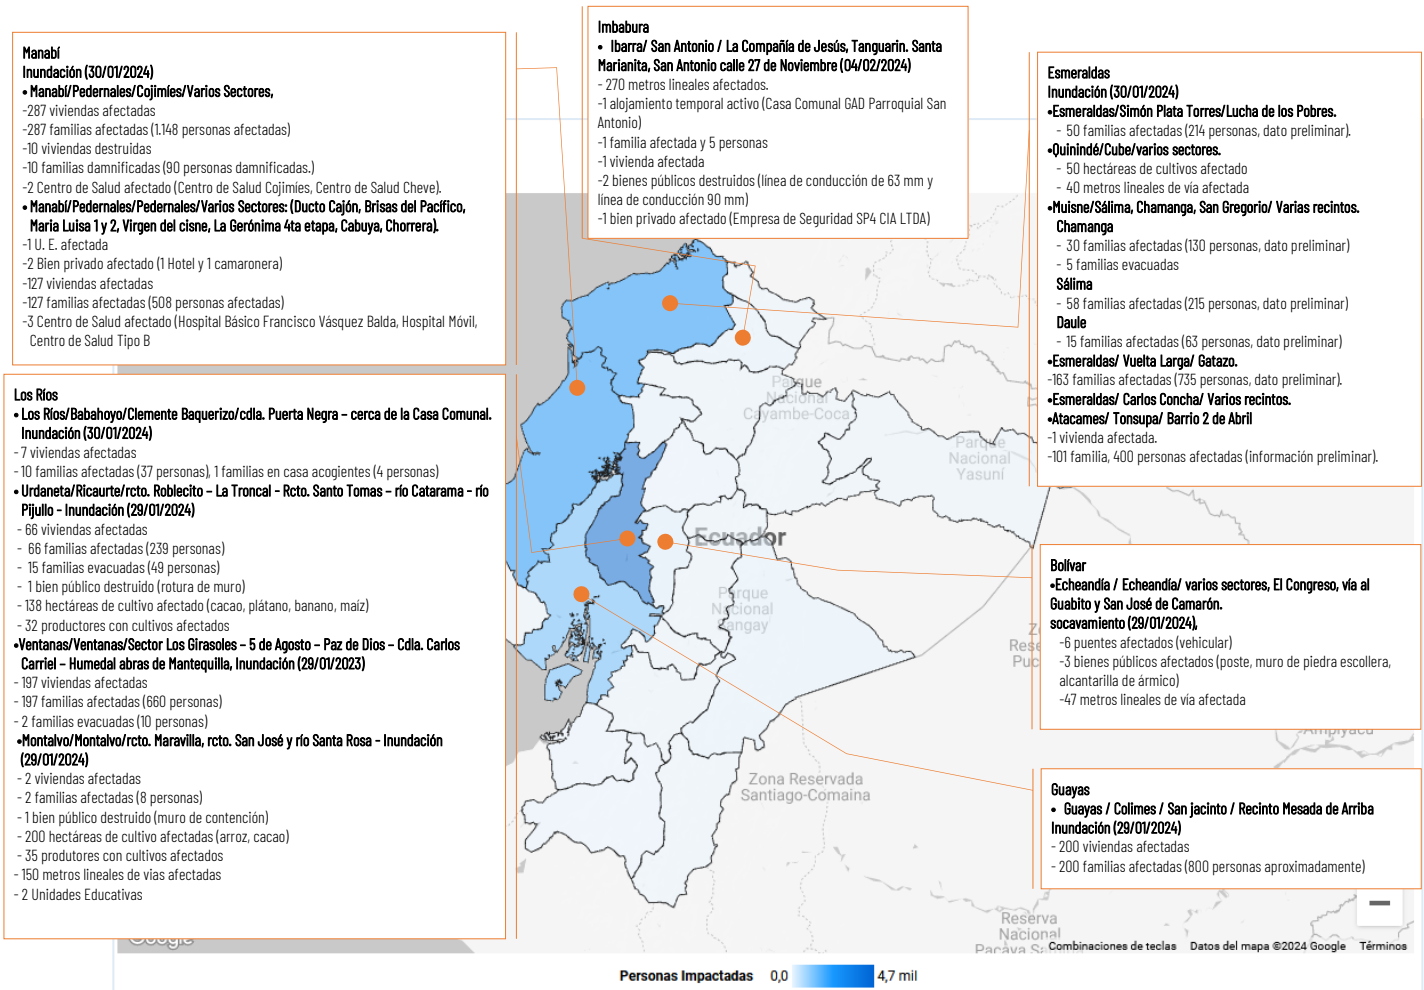 Manabí
Inundación (30/01/2024)
• Manabí/Pedernales/Cojimíes/Varios Sectores,
-287 viviendas afectadas
-287 familias afectadas (1.148 personas afectadas)
-10 viviendas destruidas
-10 familias damnificadas (90 personas damnificadas.)
-2 Centro de Salud afectado (Centro de Salud Cojimíes, Centro de Salud Cheve).
• Manabí/Pedernales/Pedernales/Varios Sectores: (Ducto Cajón, Brisas del Pacífico,
Maria Luisa 1 y 2, Virgen del cisne, La Gerónima 4ta etapa, Cabuya, Chorrera).
-1 U. E. afectada
-2 Bien privado afectado (1 Hotel y 1 camaronera)
-127 viviendas afectadas
-127 familias afectadas (508 personas afectadas)
-3 Centro de Salud afectado (Hospital Básico Francisco Vásquez Balda, Hospital Móvil,
Centro de Salud Tipo B
Imbabura
• Ibarra/ San Antonio / La Compañía de Jesús, Tanguarin. Santa
Marianita, San Antonio calle 27 de Noviembre (04/02/2024)
- 270 metros lineales afectados.
-1 alojamiento temporal activo (Casa Comunal GAD Parroquial San
Antonio)
-1 familia afectada y 5 personas
-1 vivienda afectada
-2 bienes públicos destruidos (línea de conducción de 63 mm y
línea de conducción 90 mm)
-1 bien privado afectado (Empresa de Seguridad SP4 CIA LTDA)
Esmeraldas
Inundación (30/01/2024)
•Esmeraldas/Simón Plata Torres/Lucha de los Pobres.
- 50 familias afectadas (214 personas, dato preliminar).
•Quinindé/Cube/varios sectores.
- 50 hectáreas de cultivo afectado
- 40 metros lineales de vía afectada
•Muisne/Sálima, Chamanga, San Gregorio/ Varias recintos.
Chamanga
- 30 familias afectadas (130 personas, dato preliminar)
- 5 familias evacuadas
Sálima
- 58 familias afectadas (215 personas, dato preliminar)
Daule
- 15 familias afectadas (63 personas, dato preliminar)
•Esmeraldas/ Vuelta Larga/ Gatazo.
-163 familias afectadas (735 personas, dato preliminar).
•Esmeraldas/ Carlos Concha/ Varios recintos.
•Atacames/ Tonsupa/ Barrio 2 de Abril
-1 vivienda afectada.
-101 familia, 400 personas afectadas (información preliminar).
Los Ríos
• Los Ríos/Babahoyo/Clemente Baquerizo/cdla. Puerta Negra – cerca de la Casa Comunal.
Inundación (30/01/2024)
- 7 viviendas afectadas
- 10 familias afectadas (37 personas), 1 familias en casa acogientes (4 personas)
• Urdaneta/Ricaurte/rcto. Roblecito – La Troncal - Rcto. Santo Tomas – río Catarama - río
Pijullo - Inundación (29/01/2024)
- 66 viviendas afectadas
- 66 familias afectadas (239 personas)
- 15 familias evacuadas (49 personas)
- 1 bien público destruido (rotura de muro)
- 138 hectáreas de cultivo afectado (cacao, plátano, banano, maíz)
- 32 productores con cultivos afectados
•Ventanas/Ventanas/Sector Los Girasoles – 5 de Agosto – Paz de Dios – Cdla. Carlos
Carriel – Humedal abras de Mantequilla, Inundación (29/01/2023)
- 197 viviendas afectadas
- 197 familias afectadas (660 personas)
- 2 familias evacuadas (10 personas)
•Montalvo/Montalvo/rcto. Maravilla, rcto. San José y río Santa Rosa - Inundación
(29/01/2024)
- 2 viviendas afectadas
- 2 familias afectadas (8 personas)
- 1 bien público destruido (muro de contención)
- 200 hectáreas de cultivo afectadas (arroz, cacao)
- 35 produtores con cultivos afectados
- 150 metros lineales de vias afectadas
- 2 Unidades Educativas
Bolívar
•Echeandía / Echeandía/ varios sectores, El Congreso, vía al
Guabito y San José de Camarón.
socavamiento (29/01/2024),
-6 puentes afectados (vehicular)
-3 bienes públicos afectados (poste, muro de piedra escollera,
alcantarilla de ármico)
-47 metros lineales de vía afectada
Guayas
• Guayas / Colimes / San jacinto / Recinto Mesada de Arriba
Inundación (29/01/2024)
- 200 viviendas afectadas
- 200 familias afectadas (800 personas aproximadamente)
Parque
Nacional
Cayambe-Coca
Parque
Nacional
Yasuní
Ecuador
Parque
Nacional
Sangay
Zona Reservada
Santiago-Comaina
Reserva
Nacional
Pacaya
Google
Combinaciones de teclas Datos del mapa ©2024 Google Términos
Personas Impactadas 0,0 4,7 mil